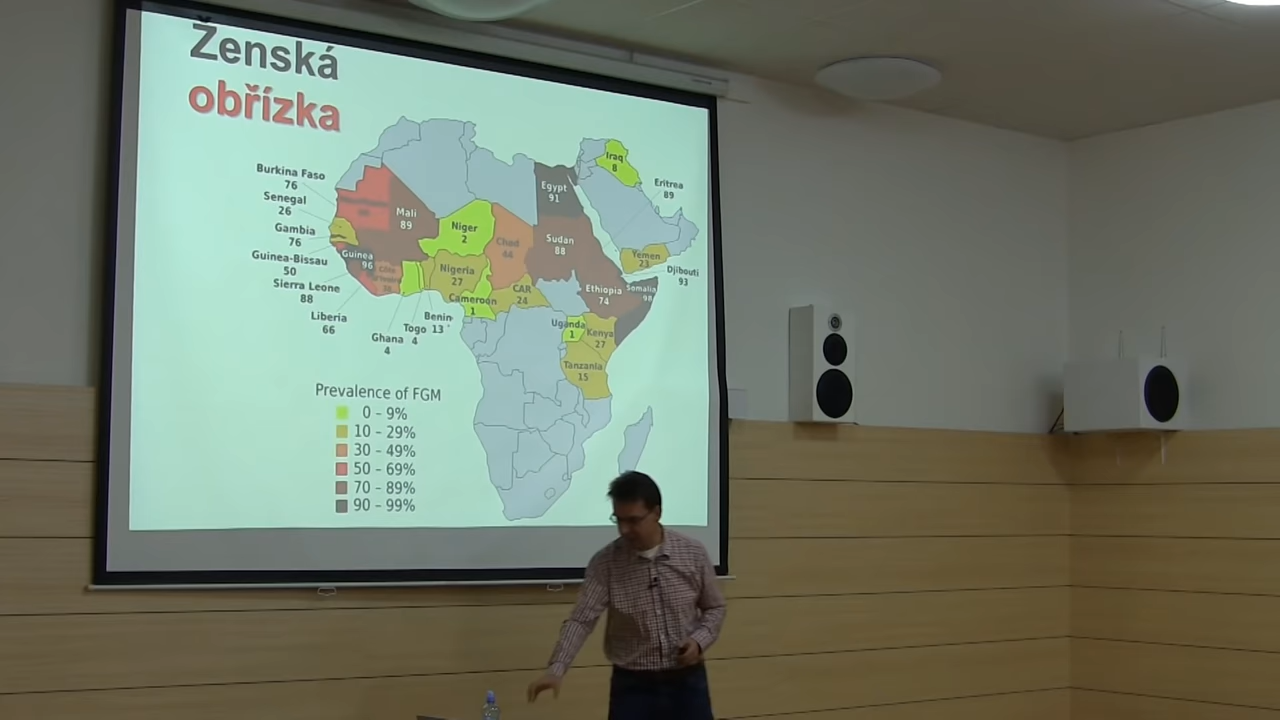 Ženská
obřízka
Burkina Faso
76
Senegal
26
Gambia
76
Guinea-Bissau
50
Sierra Leone
88
Liberia
66
Ghana
4
Togo
4
Benin
13
Mali
89
Guinea
96
Niger
2
Nigeria
27
Cameroon
1
Chad
44
CAR
24
Egypt
91
Sudan
88
Ethiopia
74
Somalia
98
Uganda
1
Kenya
27
Tanzania
15
Iraq
8
Eritrea
89
Yemen
23
Djibouti
93
Prevalence of FGM
0 – 9%
10 – 29%
30 – 49%
50 – 69%
70 – 89%
90 – 99%